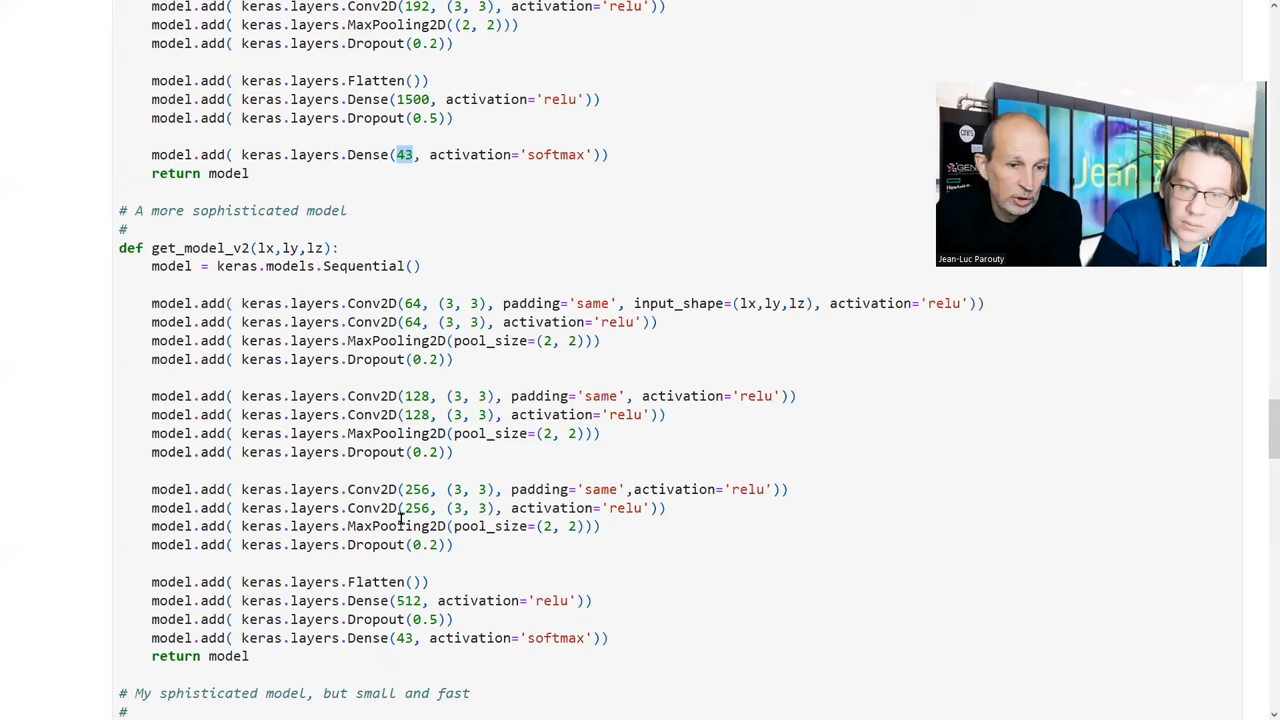 model.add( keras.layers.Conv2D(192, (3, 3), activation='relu'))
model.add( keras.layers.MaxPooling2D((2, 2)))
model.add( keras.layers.Dropout(0.2))
model.add( keras.layers.Flatten())
model.add( keras.layers.Dense(1500, activation='relu'))
model.add( keras.layers.Dropout(0.5))
model.add( keras.layers.Dense(43, activation='softmax'))
return model
# A more sophisticated model
#
def get_model_v2(lx,ly,lz):
model = keras.models.Sequential()
model.add( keras.layers.Conv2D(64, (3, 3), padding='same', input_shape=(lx,ly,lz), activation='relu'))
model.add( keras.layers.Conv2D(64, (3, 3), activation='relu'))
model.add( keras.layers.MaxPooling2D(pool_size=(2, 2)))
model.add( keras.layers.Dropout(0.2))
model.add( keras.layers.Conv2D(128, (3, 3), padding='same', activation='relu'))
model.add( keras.layers.Conv2D(128, (3, 3), activation='relu'))
model.add( keras.layers.MaxPooling2D(pool_size=(2, 2)))
model.add( keras.layers.Dropout(0.2))
model.add( keras.layers.Conv2D(256, (3, 3), padding='same',activation='relu'))
model.add( keras.layers.Conv2D(256, (3, 3), activation='relu'))
model.add( keras.layers.MaxPooling2D(pool_size=(2, 2)))
model.add( keras.layers.Dropout(0.2))
model.add( keras.layers.Flatten())
model.add( keras.layers.Dense(512, activation='relu'))
model.add( keras.layers.Dropout(0.5))
model.add( keras.layers.Dense(43, activation='softmax'))
return model
# My sphisticated model, but small and fast
#
cnrs
GENCI
Jean Z
Jean-Luc Parouty